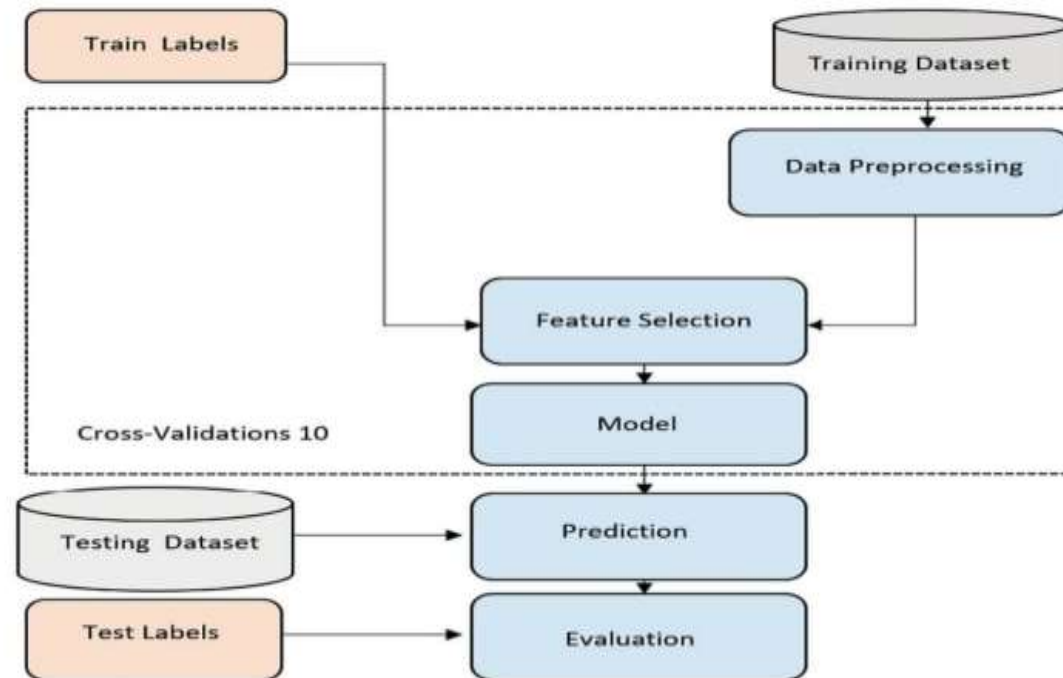 Train Labels
Training Dataset
Data Preprocessing
Feature Selection
Model
Cross-Validations 10
Prediction
Testing Dataset
Test Labels
Evaluation